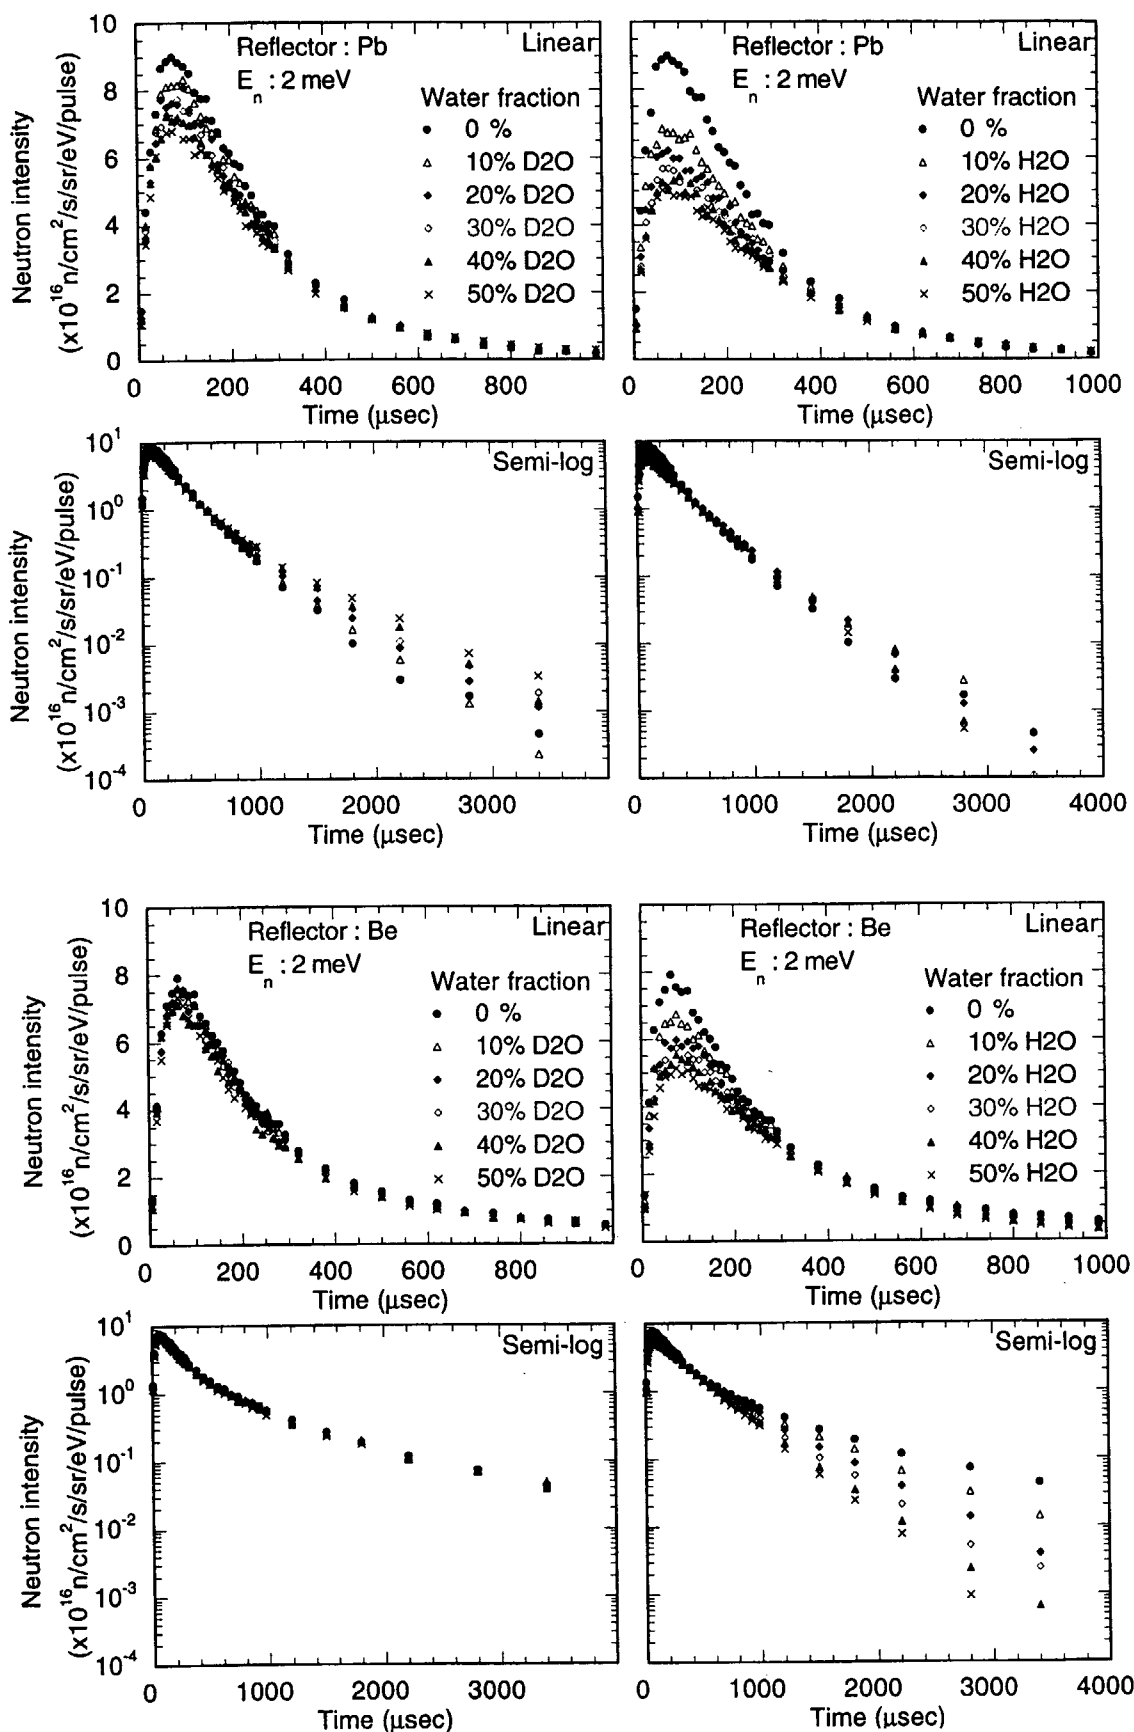 Reflector : Pb
Linear
E_n : 2 meV
Water fraction
0 %
10% D2O
20% D2O
30% D2O
40% D2O
50% D2O
10
8
6
4
2
0
Neutron intensity
(x10^16 n/cm^2/s/sr/eV/pulse)
0 200 400 600 800
Time (µsec)
Reflector : Pb
Linear
E_n : 2 meV
Water fraction
0 %
10% H2O
20% H2O
30% H2O
40% H2O
50% H2O
0 200 400 600 800 1000
Time (µsec)
Semi-log
10^1
10^0
10^-1
10^-2
10^-3
10^-4
Neutron intensity
(x10^16 n/cm^2/s/sr/eV/pulse)
0 1000 2000 3000
Time (µsec)
Semi-log
0 1000 2000 3000 4000
Time (µsec)
Reflector : Be
Linear
E_n : 2 meV
Water fraction
0 %
10% D2O
20% D2O
30% D2O
40% D2O
50% D2O
10
8
6
4
2
0
Neutron intensity
(x10^16 n/cm^2/s/sr/eV/pulse)
0 200 400 600 800
Time (µsec)
Reflector : Be
Linear
E_n : 2 meV
Water fraction
0 %
10% H2O
20% H2O
30% H2O
40% H2O
50% H2O
0 200 400 600 800 1000
Time (µsec)
Semi-log
10^1
10^0
10^-1
10^-2
10^-3
10^-4
Neutron intensity
(x10^16 n/cm^2/s/sr/eV/pulse)
0 1000 2000 3000
Time (µsec)
Semi-log
0 1000 2000 3000 4000
Time (µsec)